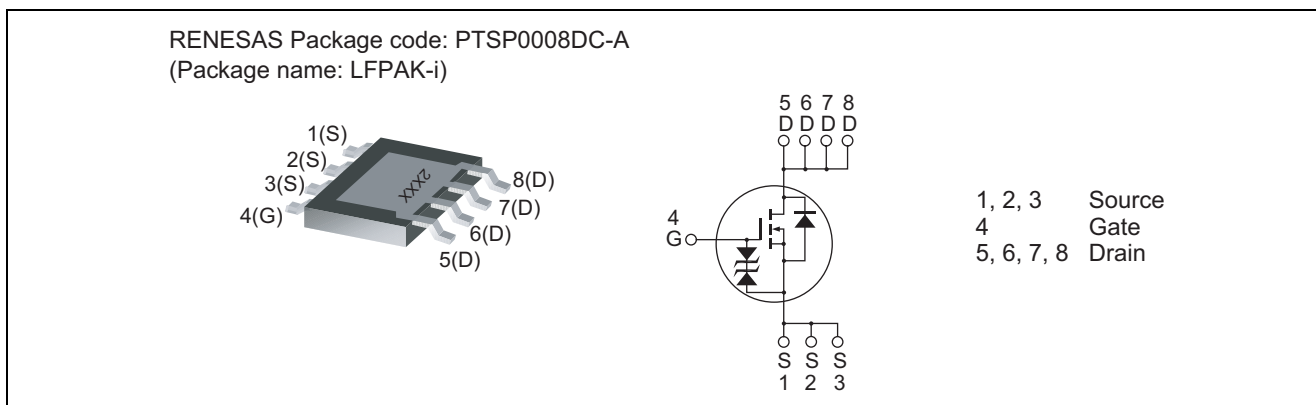 RENESAS Package code: PTSP0008DC-A
(Package name: LFPAK-i)
1(S)
2(S)
3(S)
4(G)
2XXX
8(D)
7(D)
6(D)
5(D)
5 6 7 8
D D D D
4
G
S S S
1 2 3
1, 2, 3 Source
4 Gate
5, 6, 7, 8 Drain